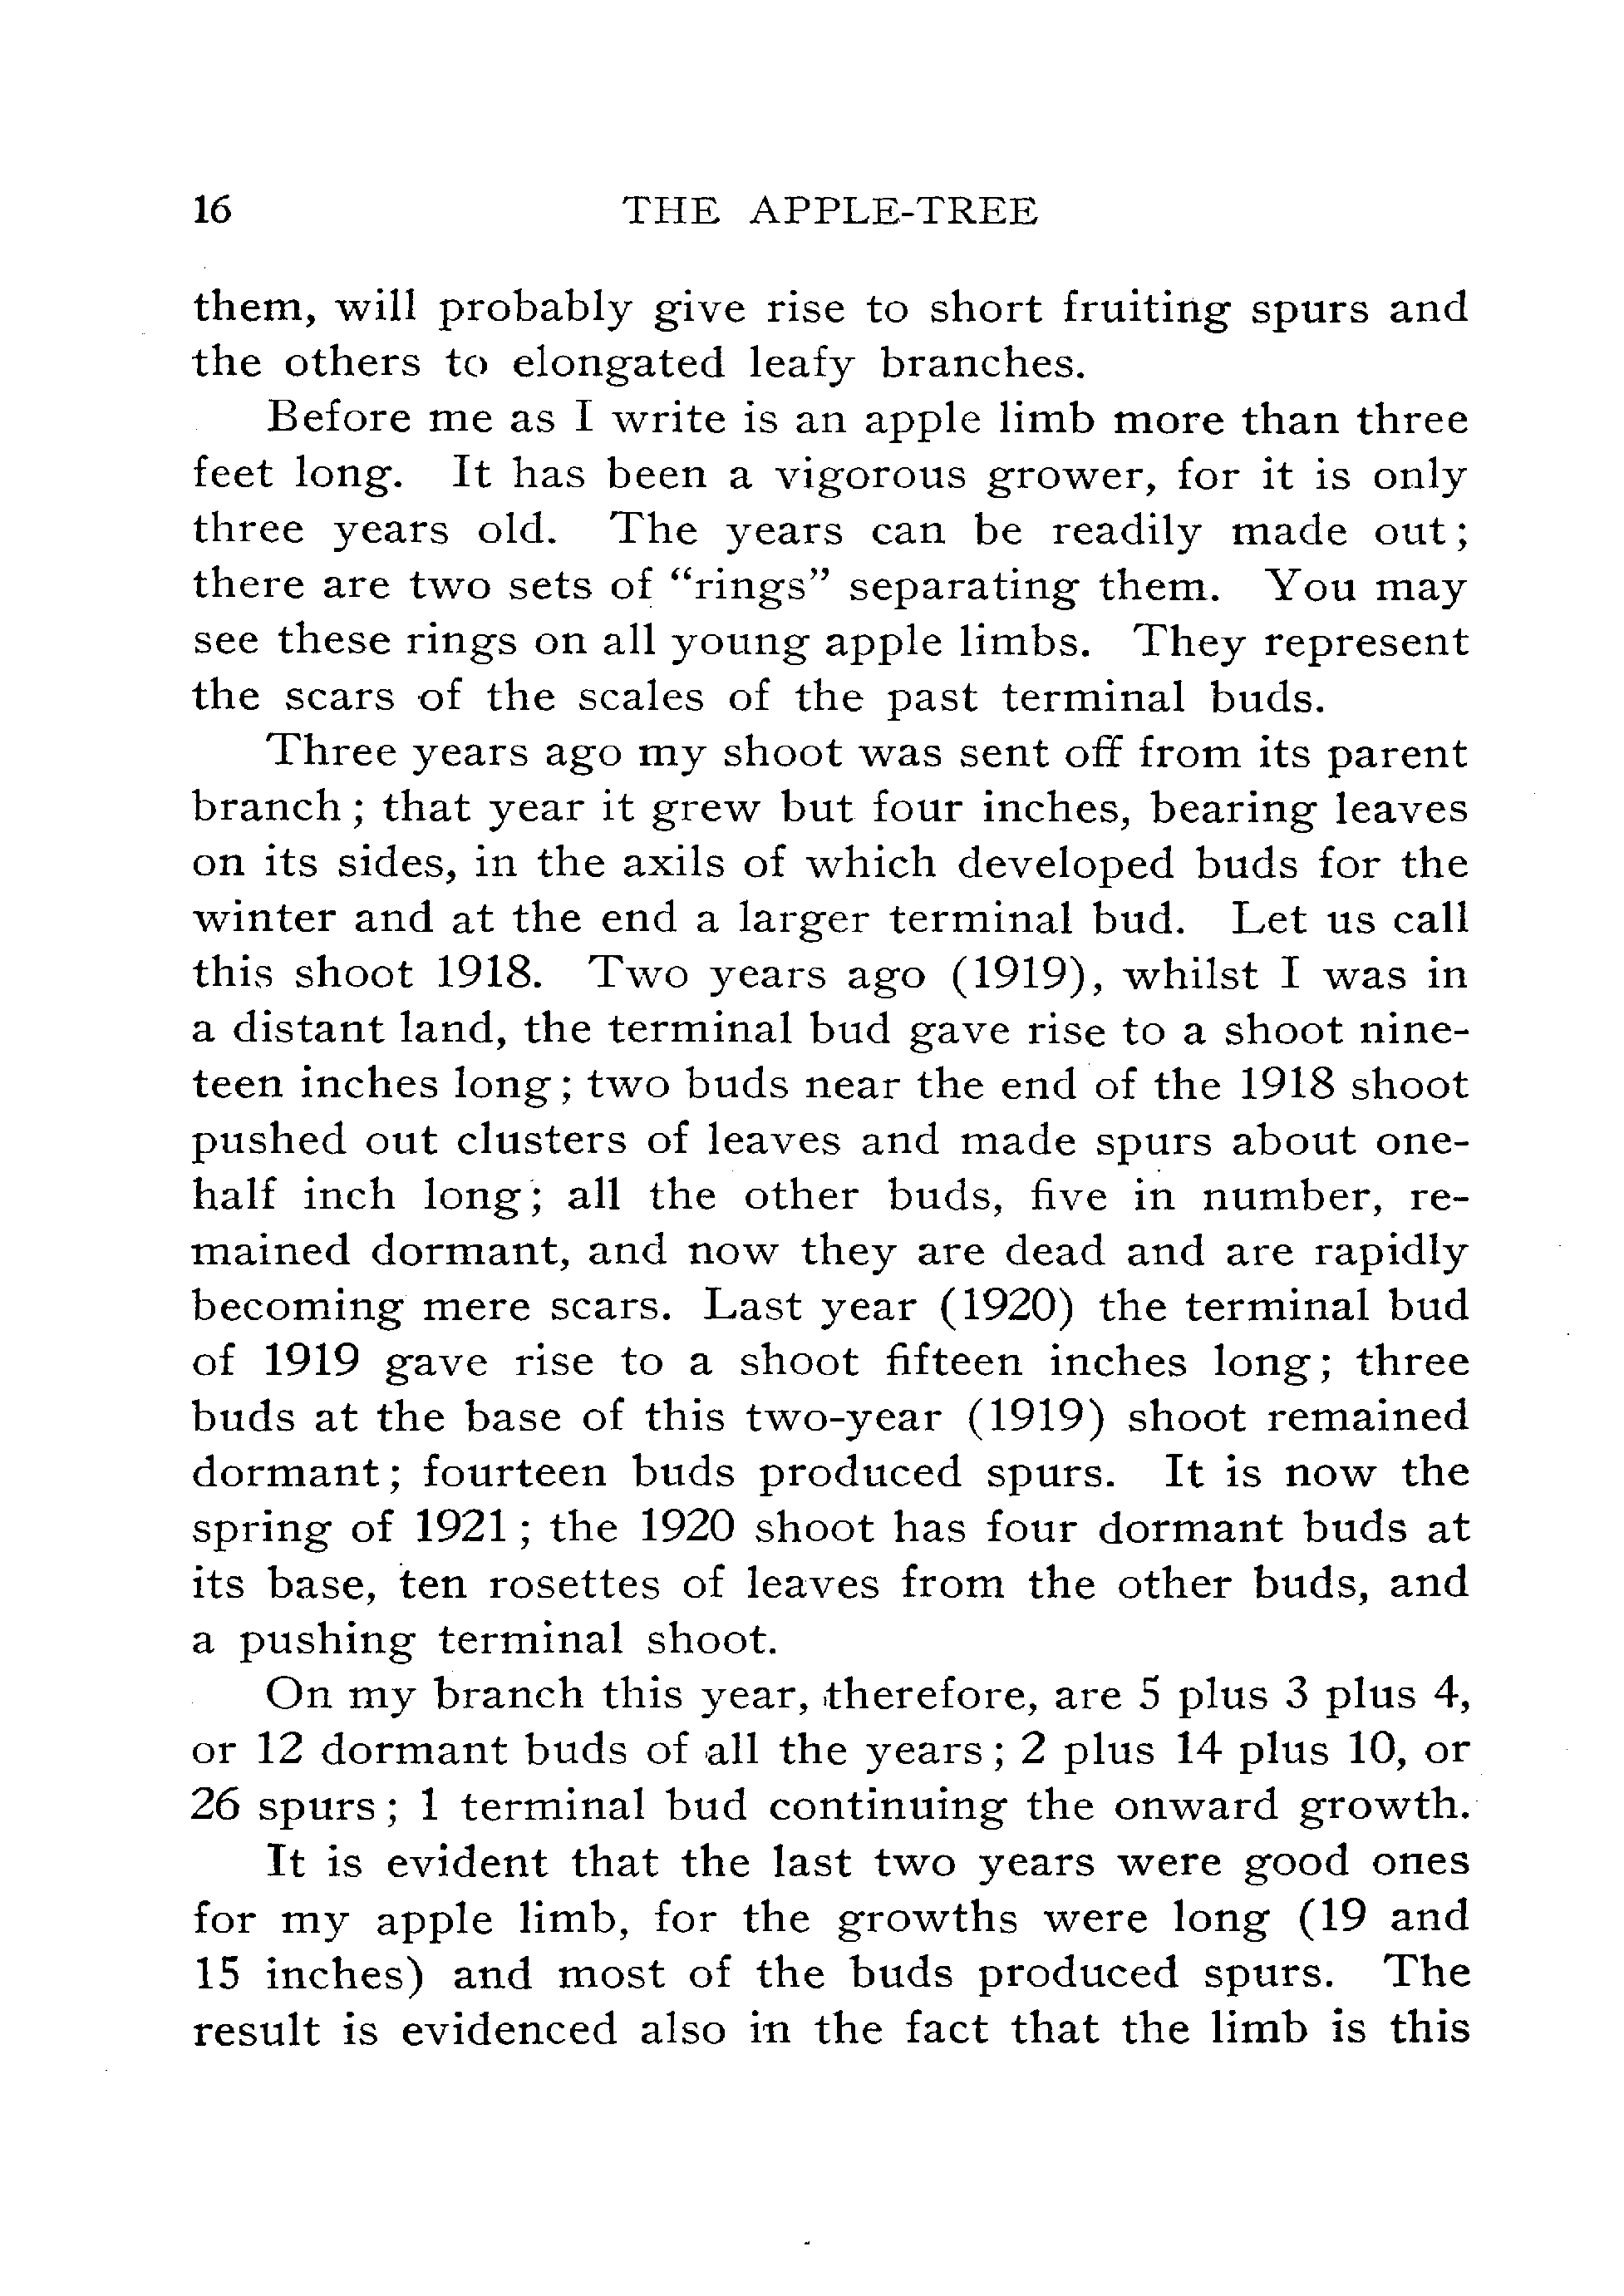 16 THE APPLE-TREE
them, will probably give rise to short fruiting spurs and
the others to elongated leafy branches.
Before me as I write is an apple limb more than three
feet long. It has been a vigorous grower, for it is only
three years old. The years can be readily made out;
there are two sets of “rings” separating them. You may
see these rings on all young apple limbs. They represent
the scars of the scales of the past terminal buds.
Three years ago my shoot was sent off from its parent
branch; that year it grew but four inches, bearing leaves
on its sides, in the axils of which developed buds for the
winter and at the end a larger terminal bud. Let us call
this shoot 1918. Two years ago (1919), whilst I was in
a distant land, the terminal bud gave rise to a shoot nine-
teen inches long; two buds near the end of the 1918 shoot
pushed out clusters of leaves and made spurs about one-
half inch long; all the other buds, five in number, re-
mained dormant, and now they are dead and are rapidly
becoming mere scars. Last year (1920) the terminal bud
of 1919 gave rise to a shoot fifteen inches long; three
buds at the base of this two-year (1919) shoot remained
dormant; fourteen buds produced spurs. It is now the
spring of 1921; the 1920 shoot has four dormant buds at
its base, ten rosettes of leaves from the other buds, and
a pushing terminal shoot.
On my branch this year, therefore, are 5 plus 3 plus 4,
or 12 dormant buds of all the years; 2 plus 14 plus 10, or
26 spurs; 1 terminal bud continuing the onward growth.
It is evident that the last two years were good ones
for my apple limb, for the growths were long (19 and
15 inches) and most of the buds produced spurs. The
result is evidenced also in the fact that the limb is this